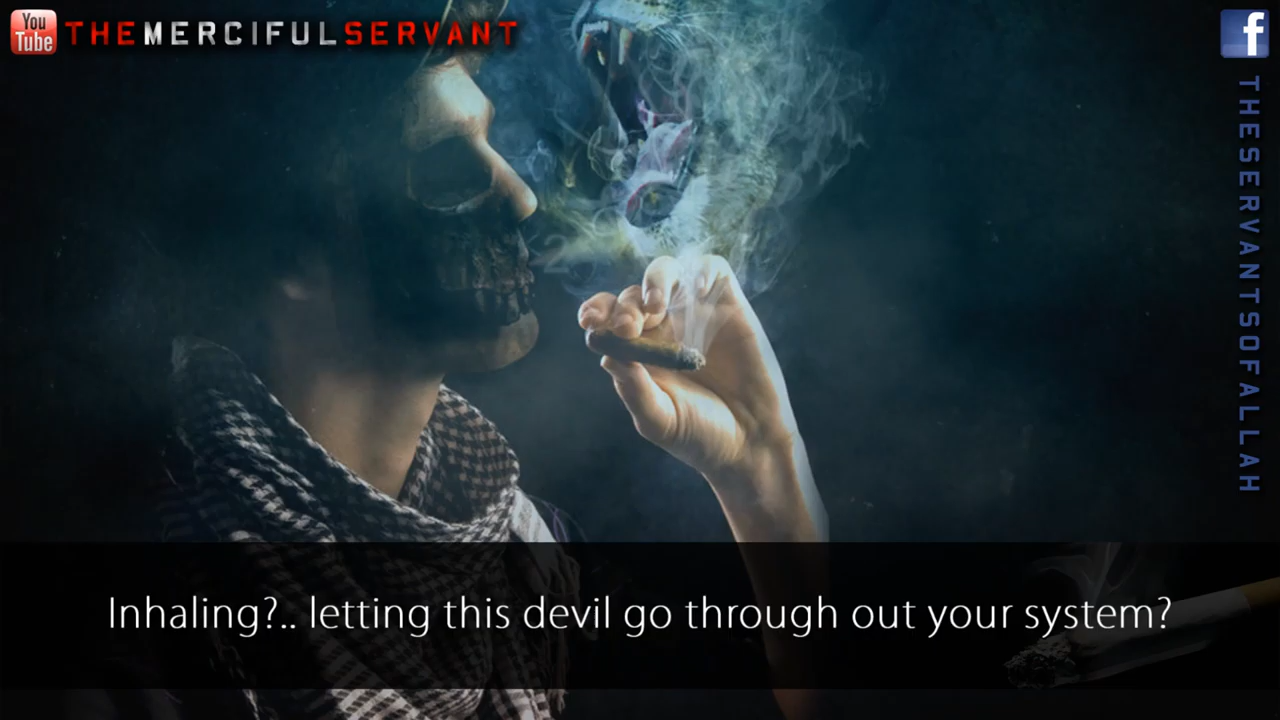 You
Tube
THEMERCIFULSERVANT
f
THESERVANTSOFALLAH
Inhaling?.. letting this devil go through out your system?